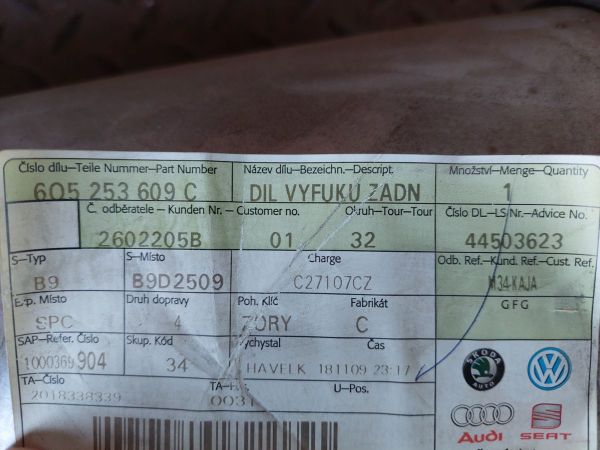 Číslo dílu–Teile Nummer–Part Number Název dílu–Bezeichn.–Descript. Množství–Menge–Quantity
6Q5 253 609 C DIL VYFUKU ZADN 1
Č. odběratele–Kunden Nr.–Customer no. Okruh–Tour–Tour Číslo DL–LS Nr.–Advice No.
2602205B 01 32 44503623
S–Typ S–Místo Charge Odb. Ref.–Kund. Ref.–Cust. Ref.
B9 B9D2509 C27107CZ M34-KAJA
E.p. Místo Druh dopravy Poh. Klíč Fabrikát GFG
SPC 4 ZORY C
SAP–Refer. Číslo Skup. Kód Vychystal Čas
1000369904 34 HAVELK 181109 23:17
TA–Číslo U–Pos.
2018338339 0031
ŠKODA
AUTO
Audi SEAT